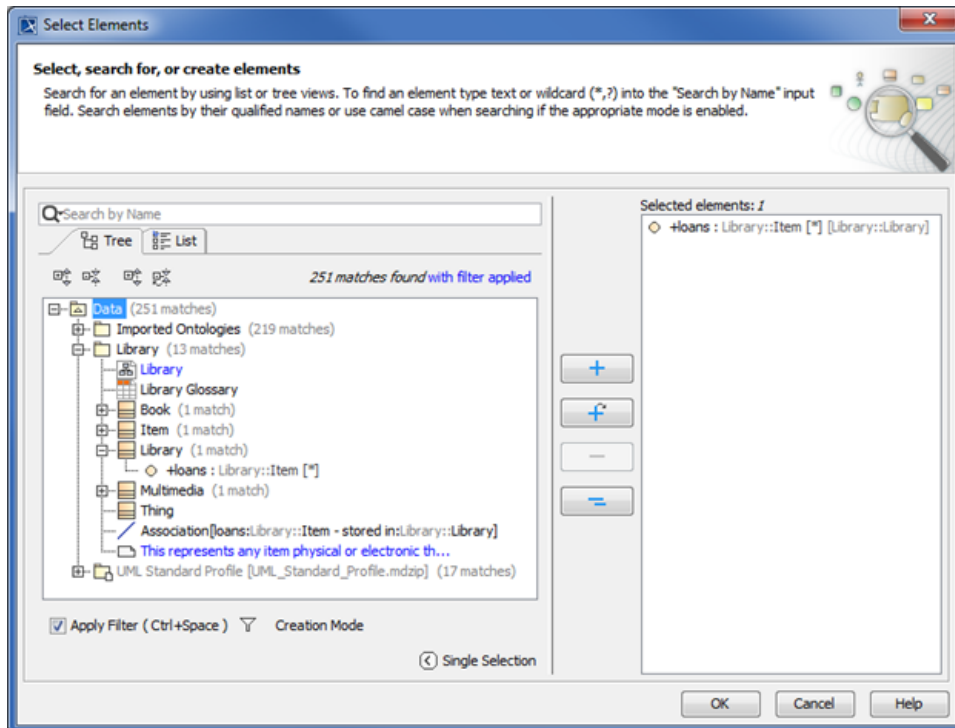 Select Elements
Select, search for, or create elements
Search for an element by using list or tree views. To find an element type text or wildcard (*,?) into the "Search by Name" input
field. Search elements by their qualified names or use camel case when searching if the appropriate mode is enabled.
Search by Name
Tree
List
251 matches found with filter applied
Data (251 matches)
Imported Ontologies (219 matches)
Library (13 matches)
Library
Library Glossary
Book (1 match)
Item (1 match)
Library (1 match)
+loans : Library::Item [*]
Multimedia (1 match)
Thing
Association[loans:Library::Item - stored in:Library::Library]
This represents any item physical or electronic th...
UML Standard Profile [UML_Standard_Profile.mdzip] (17 matches)
Apply Filter ( Ctrl+Space )
Creation Mode
Single Selection
Selected elements: 1
+loans : Library::Item [*] [Library::Library]
OK
Cancel
Help